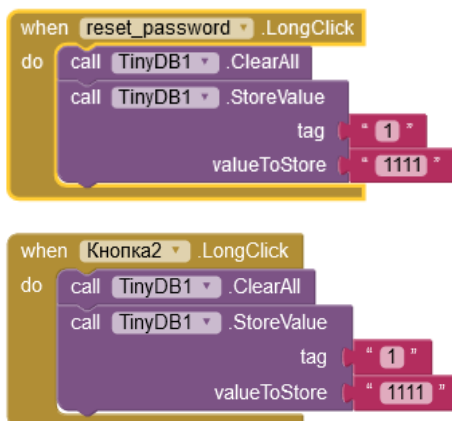 when reset_password .LongClick
do call TinyDB1 .ClearAll
call TinyDB1 .StoreValue
tag " 1 "
valueToStore " 1111 "
when Кнопка2 .LongClick
do call TinyDB1 .ClearAll
call TinyDB1 .StoreValue
tag " 1 "
valueToStore " 1111 "